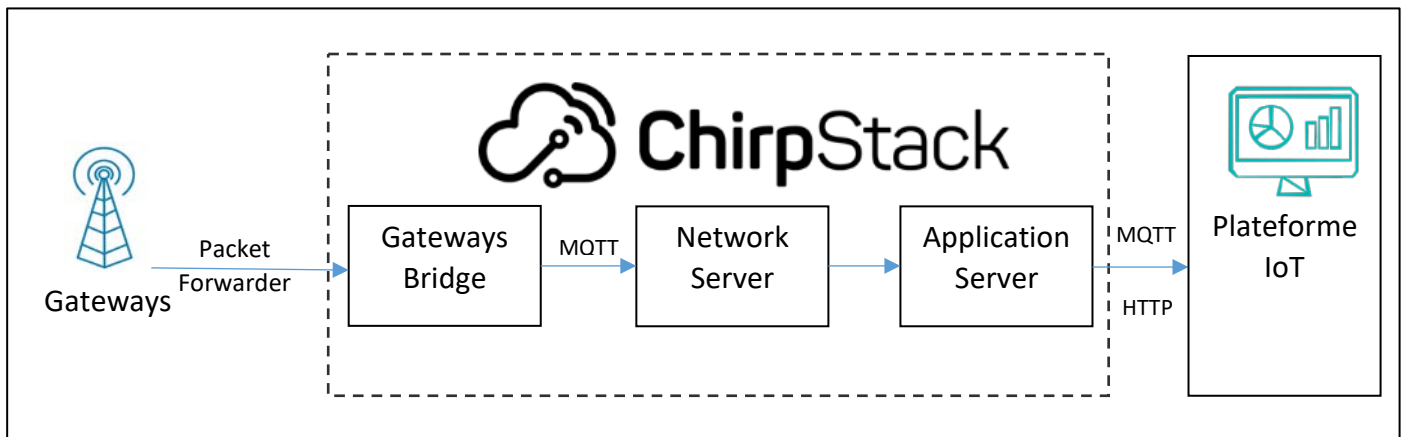 ChirpStack
Gateways
Packet
Forwarder
Gateways
Bridge
MQTT
Network
Server
Application
Server
MQTT
HTTP
Plateforme
IoT